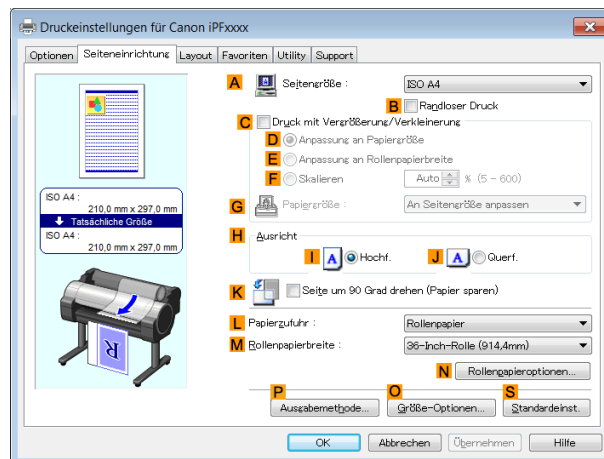 Druckeinstellungen für Canon iPFxxxx
Optionen Seiteneinrichtung Layout Favoriten Utility Support
A Seitengröße : ISO A4
B Randloser Druck
C Druck mit Vergrößerung/Verkleinerung
D Anpassung an Papiergröße
E Anpassung an Rollenpapierbreite
F Skalieren Auto % (5 - 600)
G Papiergröße : An Seitengröße anpassen
ISO A4 :
210,0 mm x 297,0 mm
Tatsächliche Größe
ISO A4 :
210,0 mm x 297,0 mm
H Ausricht
I A Hochf. J A Querf.
K Seite um 90 Grad drehen (Papier sparen)
L Papierzufuhr : Rollenpapier
M Rollenpapierbreite : 36-Inch-Rolle (914,4mm)
N Rollenpapieroptionen...
R
P O S
Ausgabemethode... Größe-Optionen... Standardeinst.
OK Abbrechen Übernehmen Hilfe